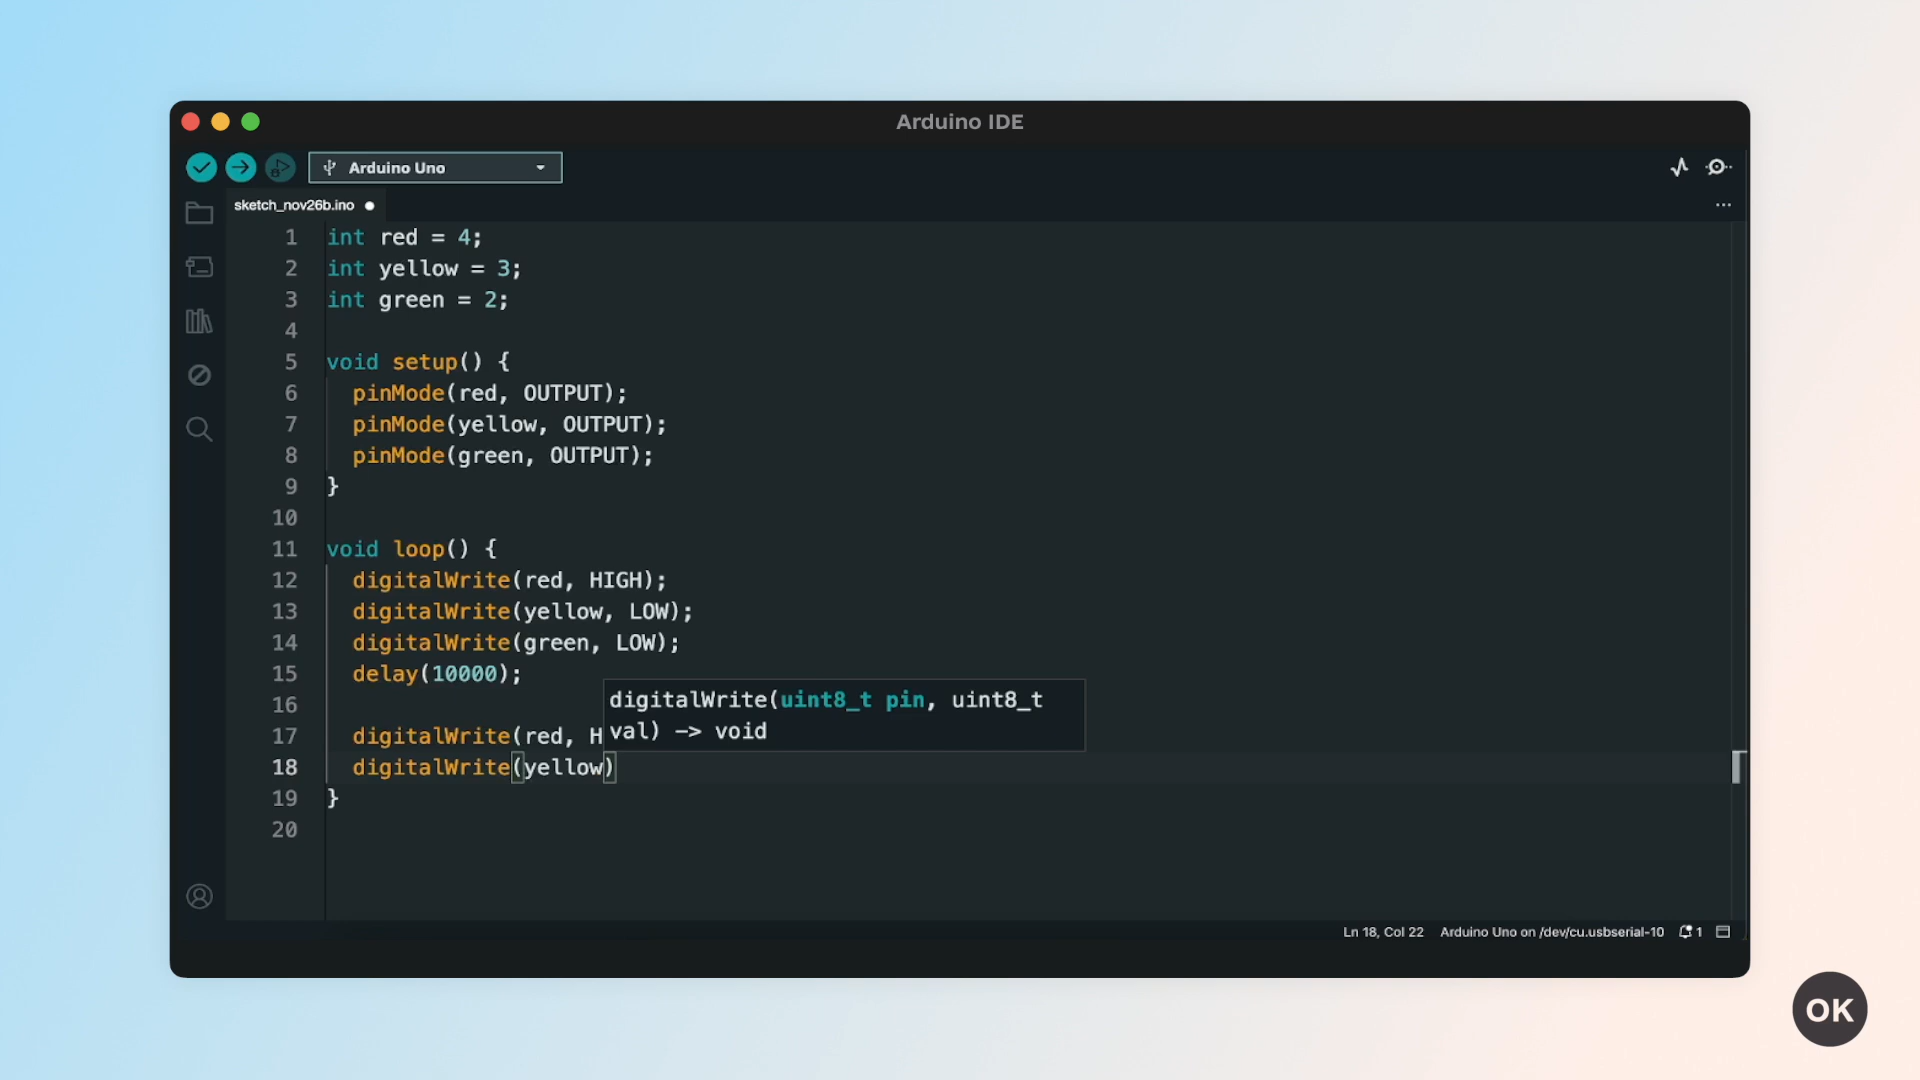 Arduino IDE
Arduino Uno
sketch_nov26b.ino
1 int red = 4;
2 int yellow = 3;
3 int green = 2;
4
5 void setup() {
6 pinMode(red, OUTPUT);
7 pinMode(yellow, OUTPUT);
8 pinMode(green, OUTPUT);
9 }
10
11 void loop() {
12 digitalWrite(red, HIGH);
13 digitalWrite(yellow, LOW);
14 digitalWrite(green, LOW);
15 delay(10000);
16
digitalWrite(uint8_t pin, uint8_t
val) -> void
17 digitalWrite(red, H
18 digitalWrite(yellow)
19 }
20
Ln 18, Col 22 Arduino Uno on /dev/cu.usbserial-10 1
OK